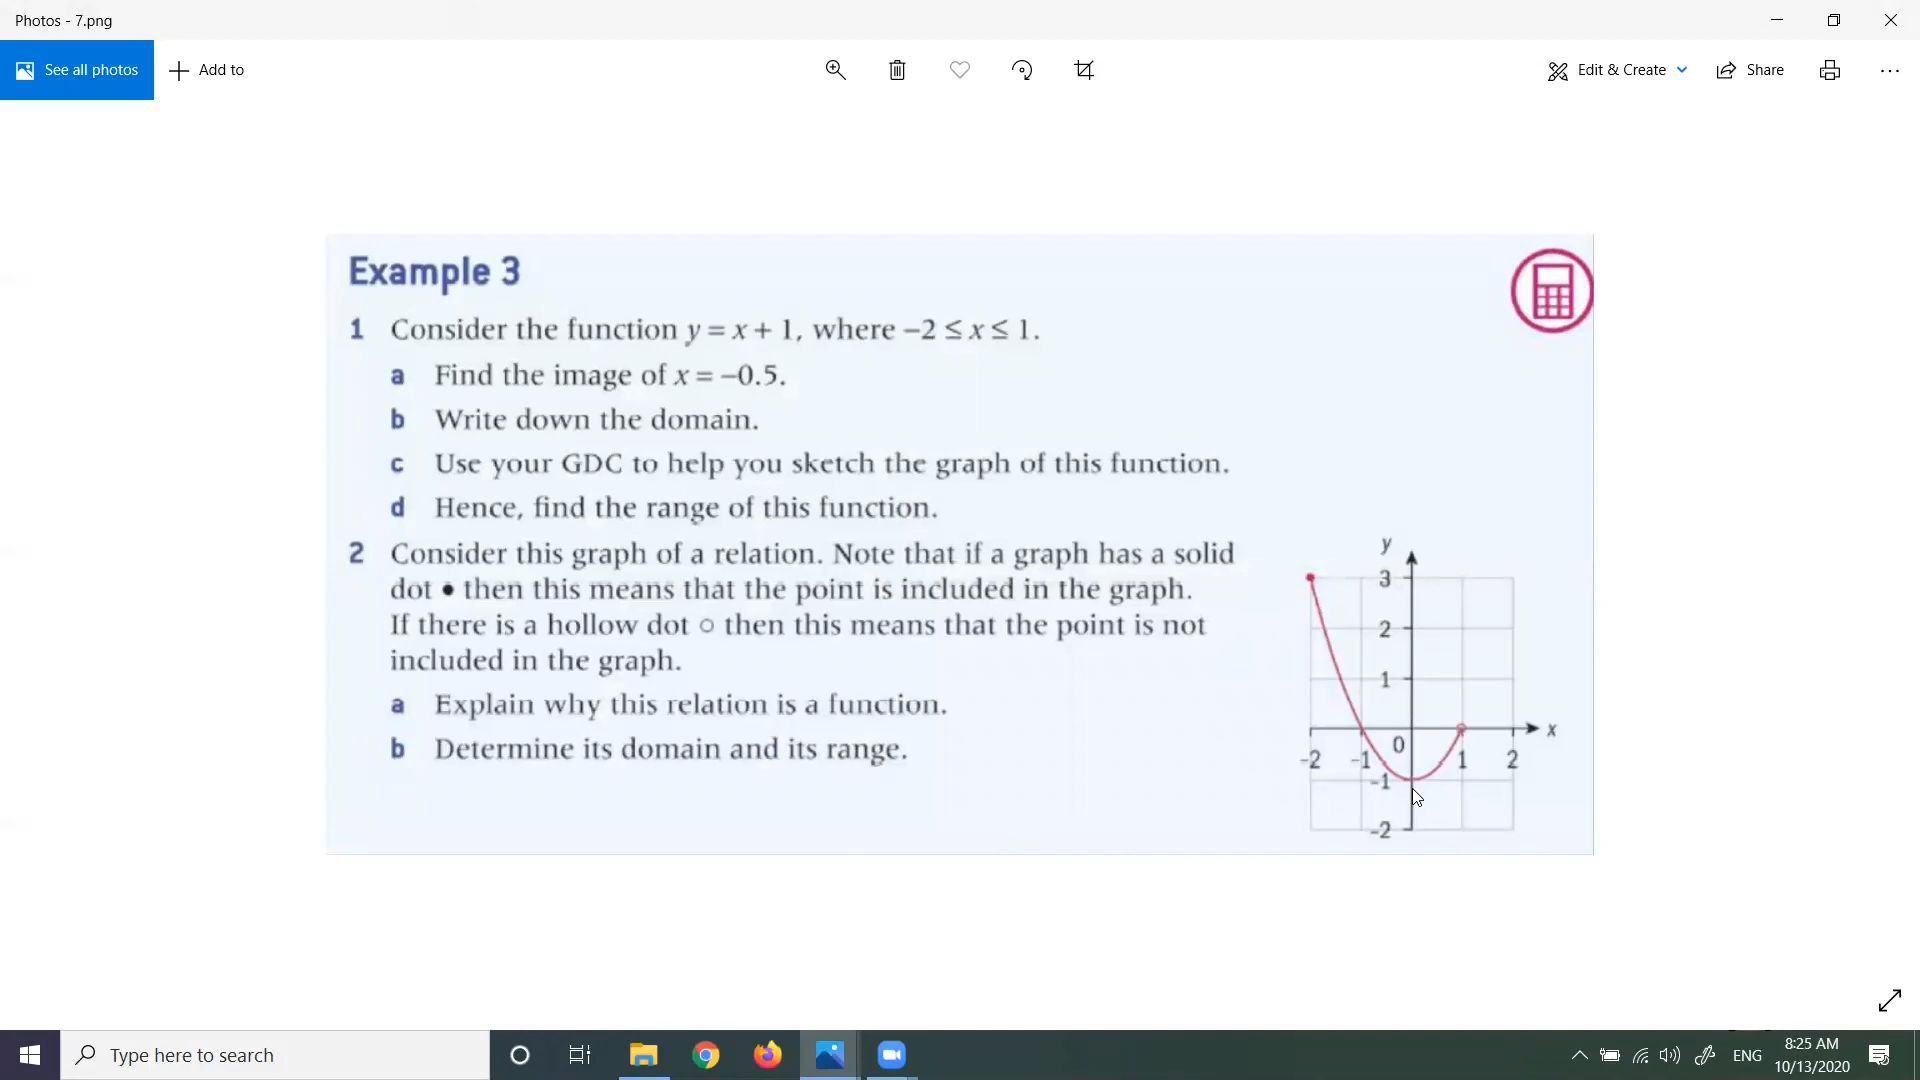 Photos - 7.png
See all photos
Add to
Edit & Create
Share
Example 3
1 Consider the function y = x + 1, where −2 ≤ x ≤ 1.
a Find the image of x = −0.5.
b Write down the domain.
c Use your GDC to help you sketch the graph of this function.
d Hence, find the range of this function.
2 Consider this graph of a relation. Note that if a graph has a solid
dot ● then this means that the point is included in the graph.
If there is a hollow dot ○ then this means that the point is not
included in the graph.
a Explain why this relation is a function.
b Determine its domain and its range.
y
3
2
1
x
0
-2 -1 1 2
-1
-2
Type here to search
ENG
8:25 AM
10/13/2020